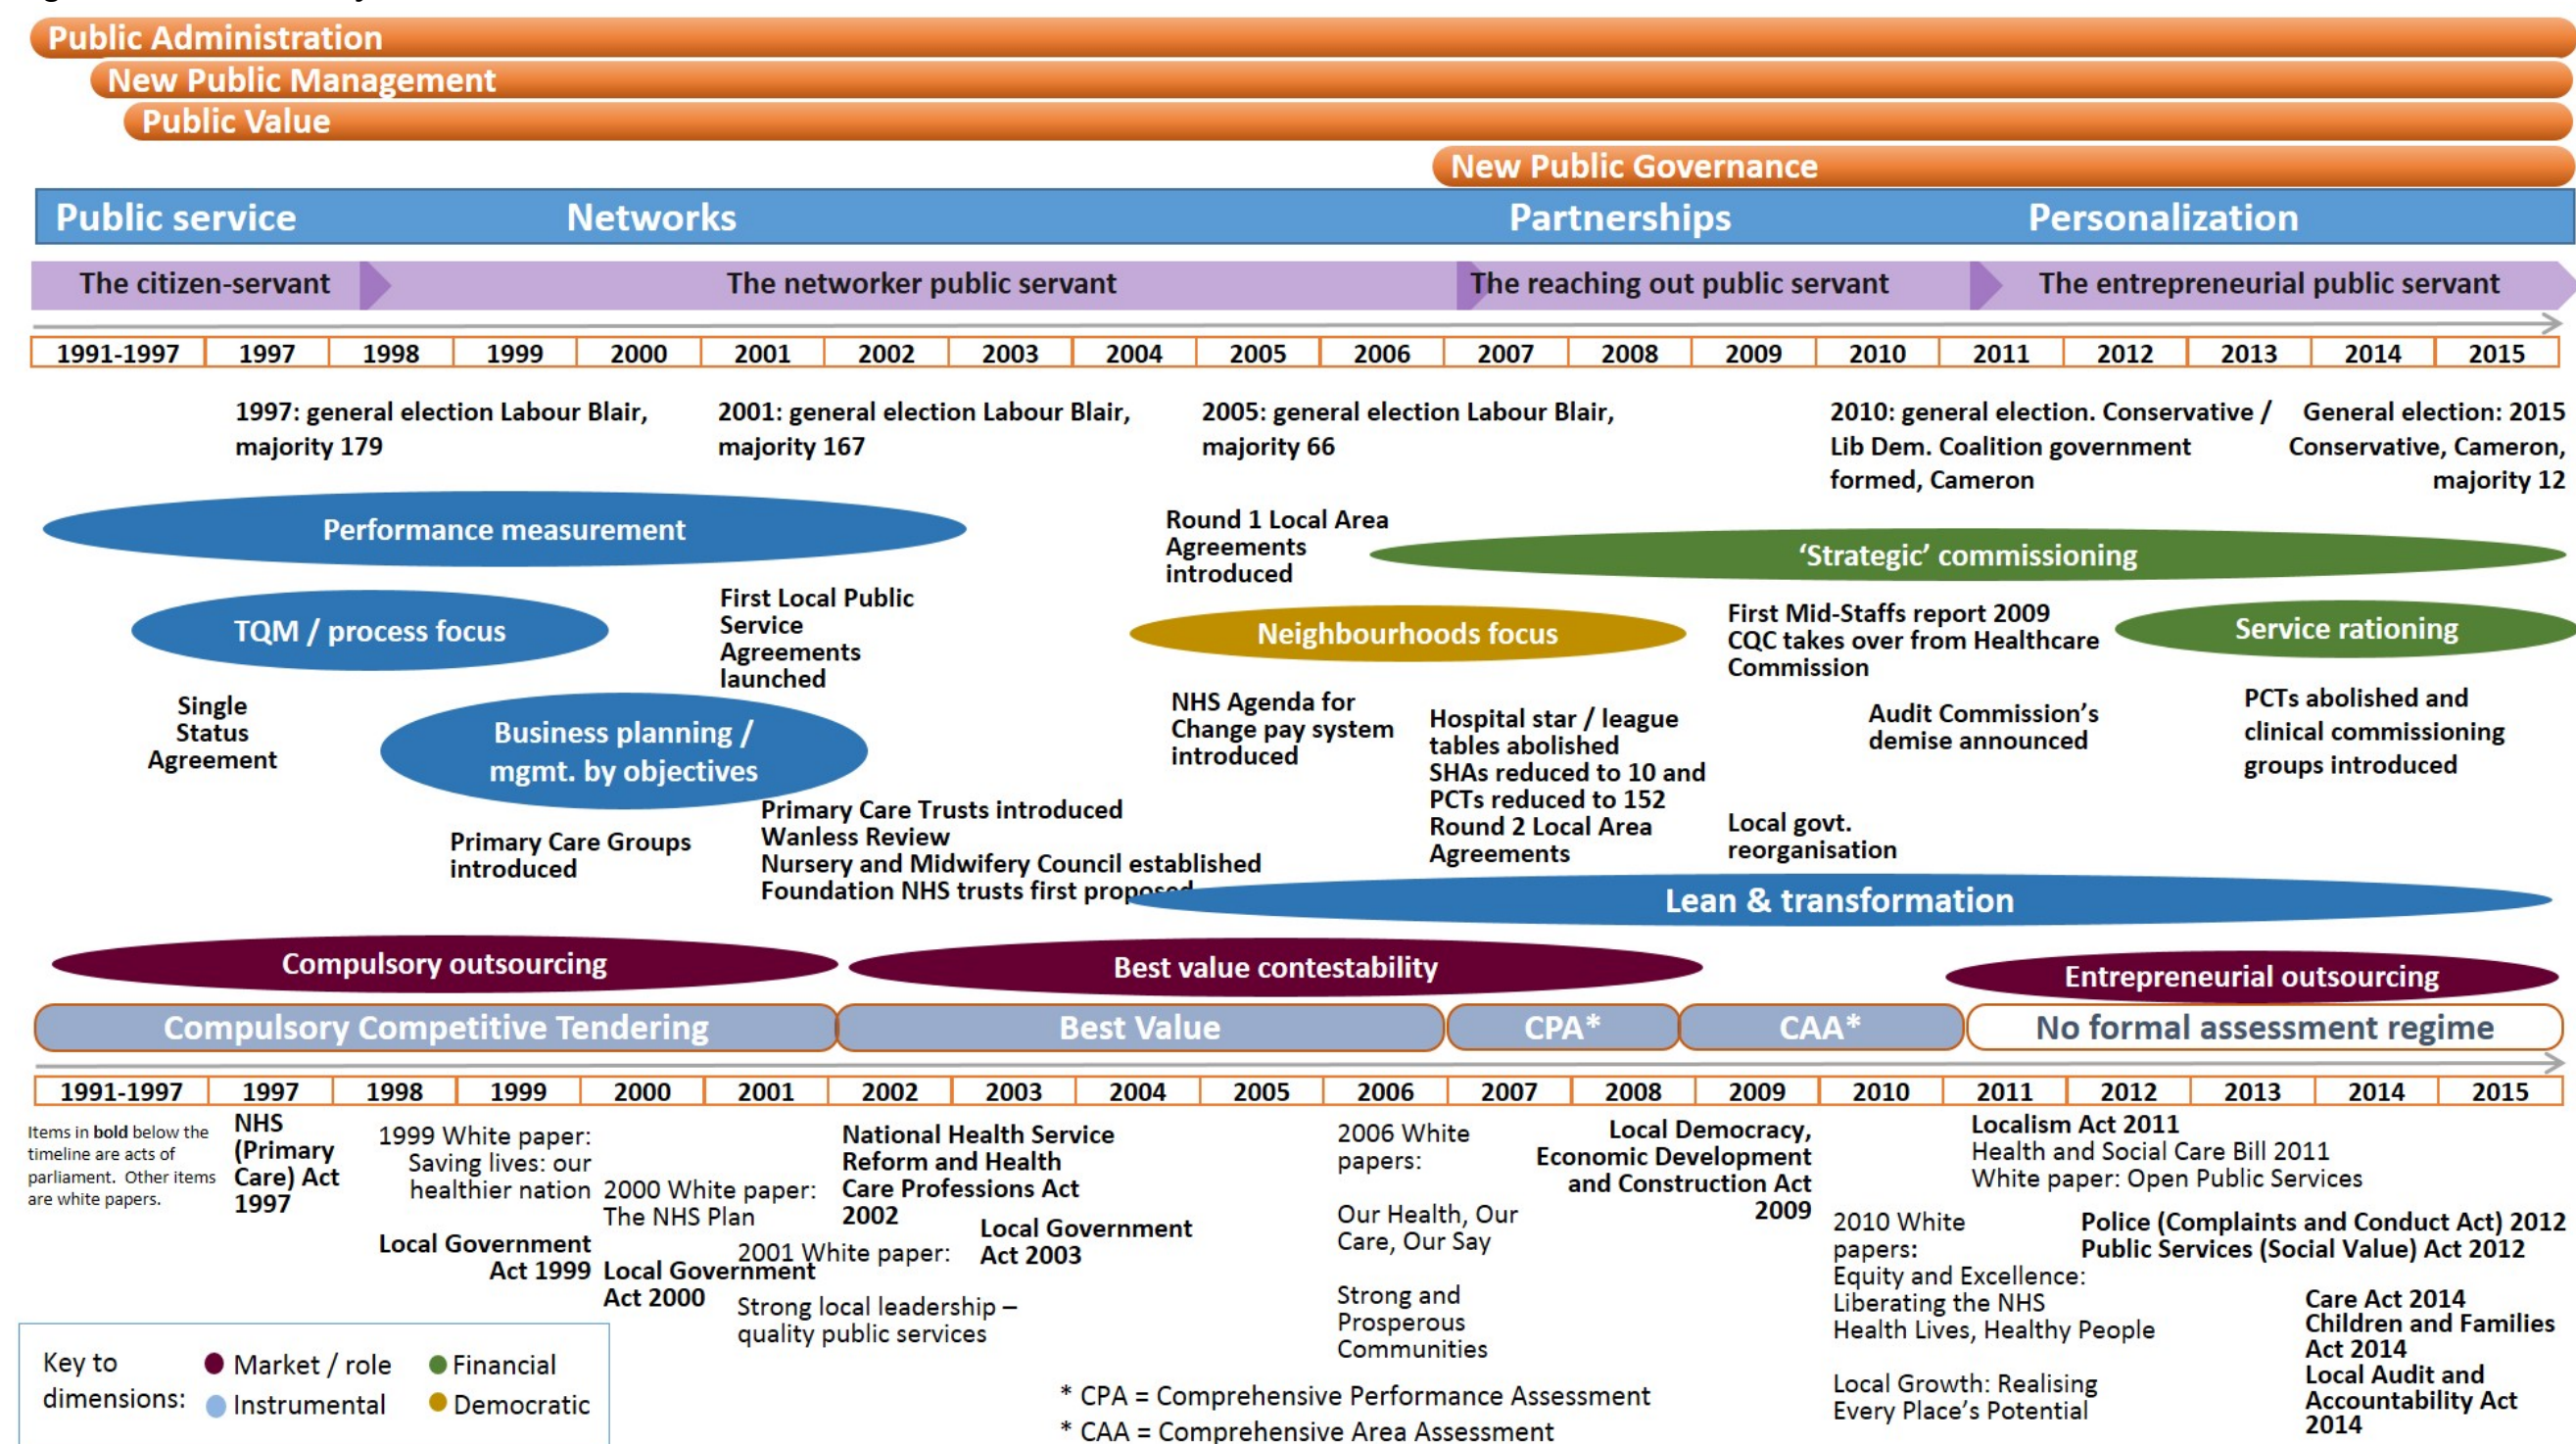 Public Administration
New Public Management
Public Value
New Public Governance
Public service Networks Partnerships Personalization
The citizen-servant The networker public servant The reaching out public servant The entrepreneurial public servant
1991-1997 1997 1998 1999 2000 2001 2002 2003 2004 2005 2006 2007 2008 2009 2010 2011 2012 2013 2014 2015
1997: general election Labour Blair,
majority 179
2001: general election Labour Blair,
majority 167
2005: general election Labour Blair,
majority 66
2010: general election. Conservative /
Lib Dem. Coalition government
formed, Cameron
General election: 2015
Conservative, Cameron,
majority 12
Performance measurement
Round 1 Local Area
Agreements
introduced
'Strategic' commissioning
TQM / process focus
First Local Public
Service
Agreements
launched
Neighbourhoods focus
First Mid-Staffs report 2009
CQC takes over from Healthcare
Commission
Service rationing
Single
Status
Agreement
Business planning /
mgmt. by objectives
NHS Agenda for
Change pay system
introduced
Hospital star / league
tables abolished
SHAs reduced to 10 and
PCTs reduced to 152
Round 2 Local Area
Agreements
Audit Commission's
demise announced
PCTs abolished and
clinical commissioning
groups introduced
Primary Care Groups
introduced
Primary Care Trusts introduced
Wanless Review
Nursery and Midwifery Council established
Foundation NHS trusts first proposed
Local govt.
reorganisation
Lean & transformation
Compulsory outsourcing
Best value contestability
Entrepreneurial outsourcing
Compulsory Competitive Tendering Best Value CPA* CAA* No formal assessment regime
1991-1997 1997 1998 1999 2000 2001 2002 2003 2004 2005 2006 2007 2008 2009 2010 2011 2012 2013 2014 2015
Items in bold below the
timeline are acts of
parliament. Other items
are white papers.
NHS
(Primary
Care) Act
1997
1999 White paper:
Saving lives: our
healthier nation
Local Government
Act 1999
2000 White paper:
The NHS Plan
Local Government
Act 2000
2001 White paper:
Strong local leadership –
quality public services
National Health Service
Reform and Health
Care Professions Act
2002
Local Government
Act 2003
2006 White
papers:
Our Health, Our
Care, Our Say
Strong and
Prosperous
Communities
Local Democracy,
Economic Development
and Construction Act
2009
2010 White
papers:
Equity and Excellence:
Liberating the NHS
Health Lives, Healthy People
Local Growth: Realising
Every Place's Potential
Localism Act 2011
Health and Social Care Bill 2011
White paper: Open Public Services
Police (Complaints and Conduct Act) 2012
Public Services (Social Value) Act 2012
Care Act 2014
Children and Families
Act 2014
Local Audit and
Accountability Act
2014
Key to
dimensions:
Market / role
Financial
Instrumental
Democratic
* CPA = Comprehensive Performance Assessment
* CAA = Comprehensive Area Assessment